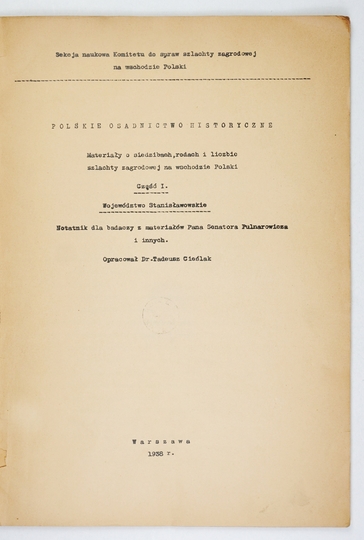 Sekcja naukowa Komitetu do spraw szlachty zagrodowej
na wschodzie Polski
POLSKIE OSADNICTWO HISTORYCZNE
Materiały o siedzibach,rodach i liczbie
szlachty zagrodowej na wschodzie Polski
Część I.
Województwo Stanisławowskie
Notatnik dla badaczy z materiałów Pana Senatora Pulnarowicza
i innych.
Opracował Dr.Tadeusz Cieślak
Warszawa
1938 r.